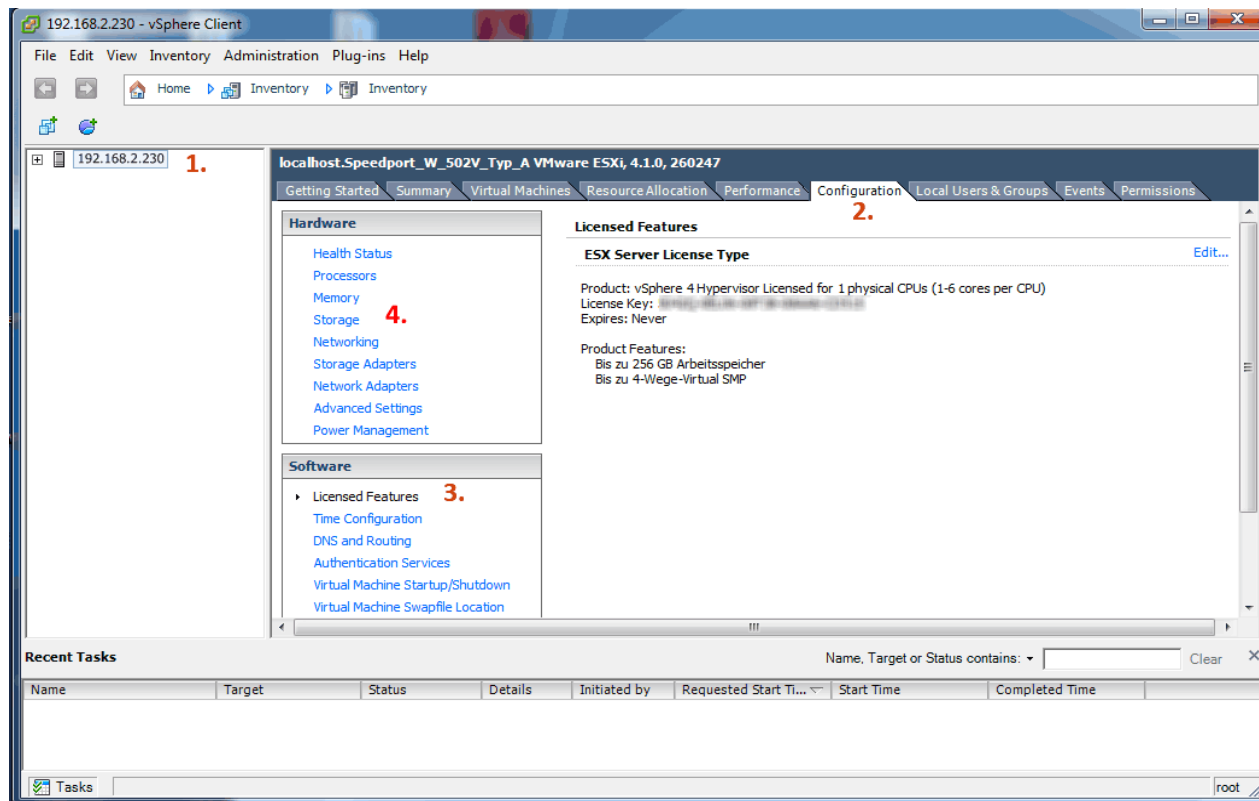 192.168.2.230 - vSphere Client
File Edit View Inventory Administration Plug-ins Help
Home Inventory Inventory
192.168.2.230 1.
localhost.Speedport_W_502V_Typ_A VMware ESXi, 4.1.0, 260247
Getting Started Summary Virtual Machines Resource Allocation Performance Configuration Local Users & Groups Events Permissions
2.
Hardware
Health Status
Processors
Memory
Storage 4.
Networking
Storage Adapters
Network Adapters
Advanced Settings
Power Management
Software
Licensed Features 3.
Time Configuration
DNS and Routing
Authentication Services
Virtual Machine Startup/Shutdown
Virtual Machine Swapfile Location
Licensed Features
ESX Server License Type Edit...
Product: vSphere 4 Hypervisor Licensed for 1 physical CPUs (1-6 cores per CPU)
License Key:
Expires: Never
Product Features:
Bis zu 256 GB Arbeitsspeicher
Bis zu 4-Wege-Virtual SMP
Recent Tasks Name, Target or Status contains: Clear
Name Target Status Details Initiated by Requested Start Ti... Start Time Completed Time
Tasks root